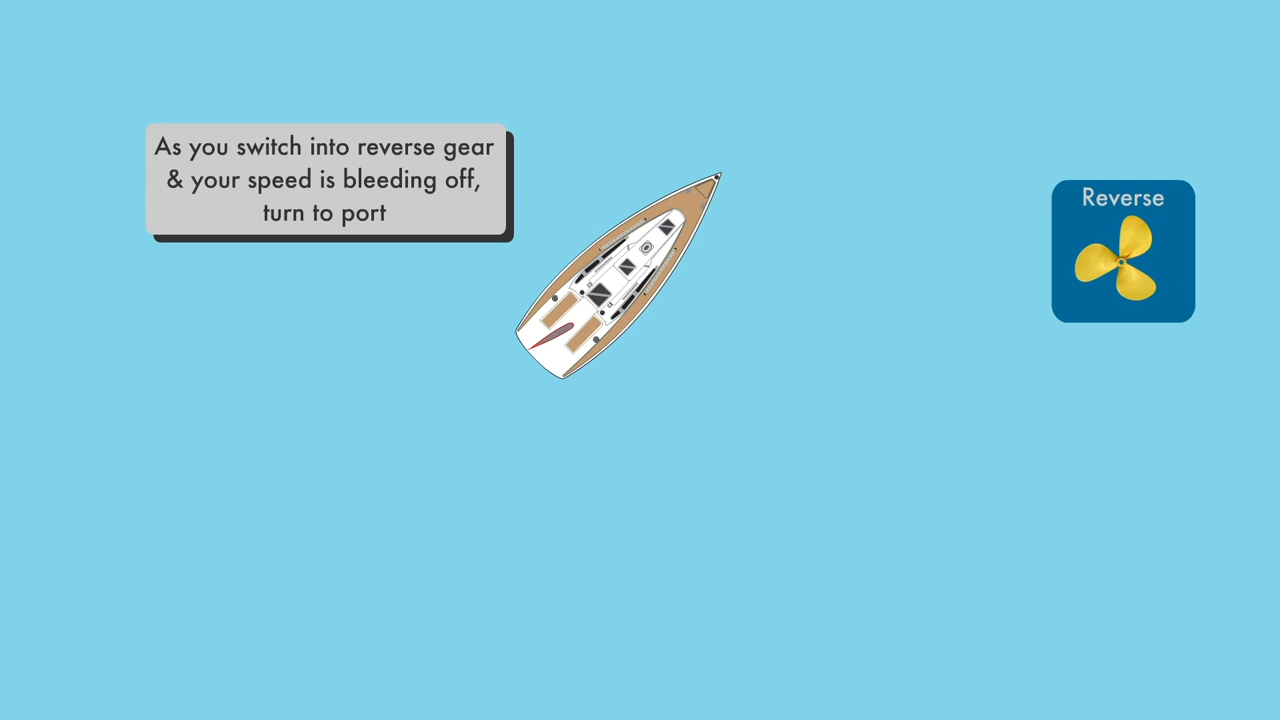 As you switch into reverse gear
& your speed is bleeding off,
turn to port
Reverse